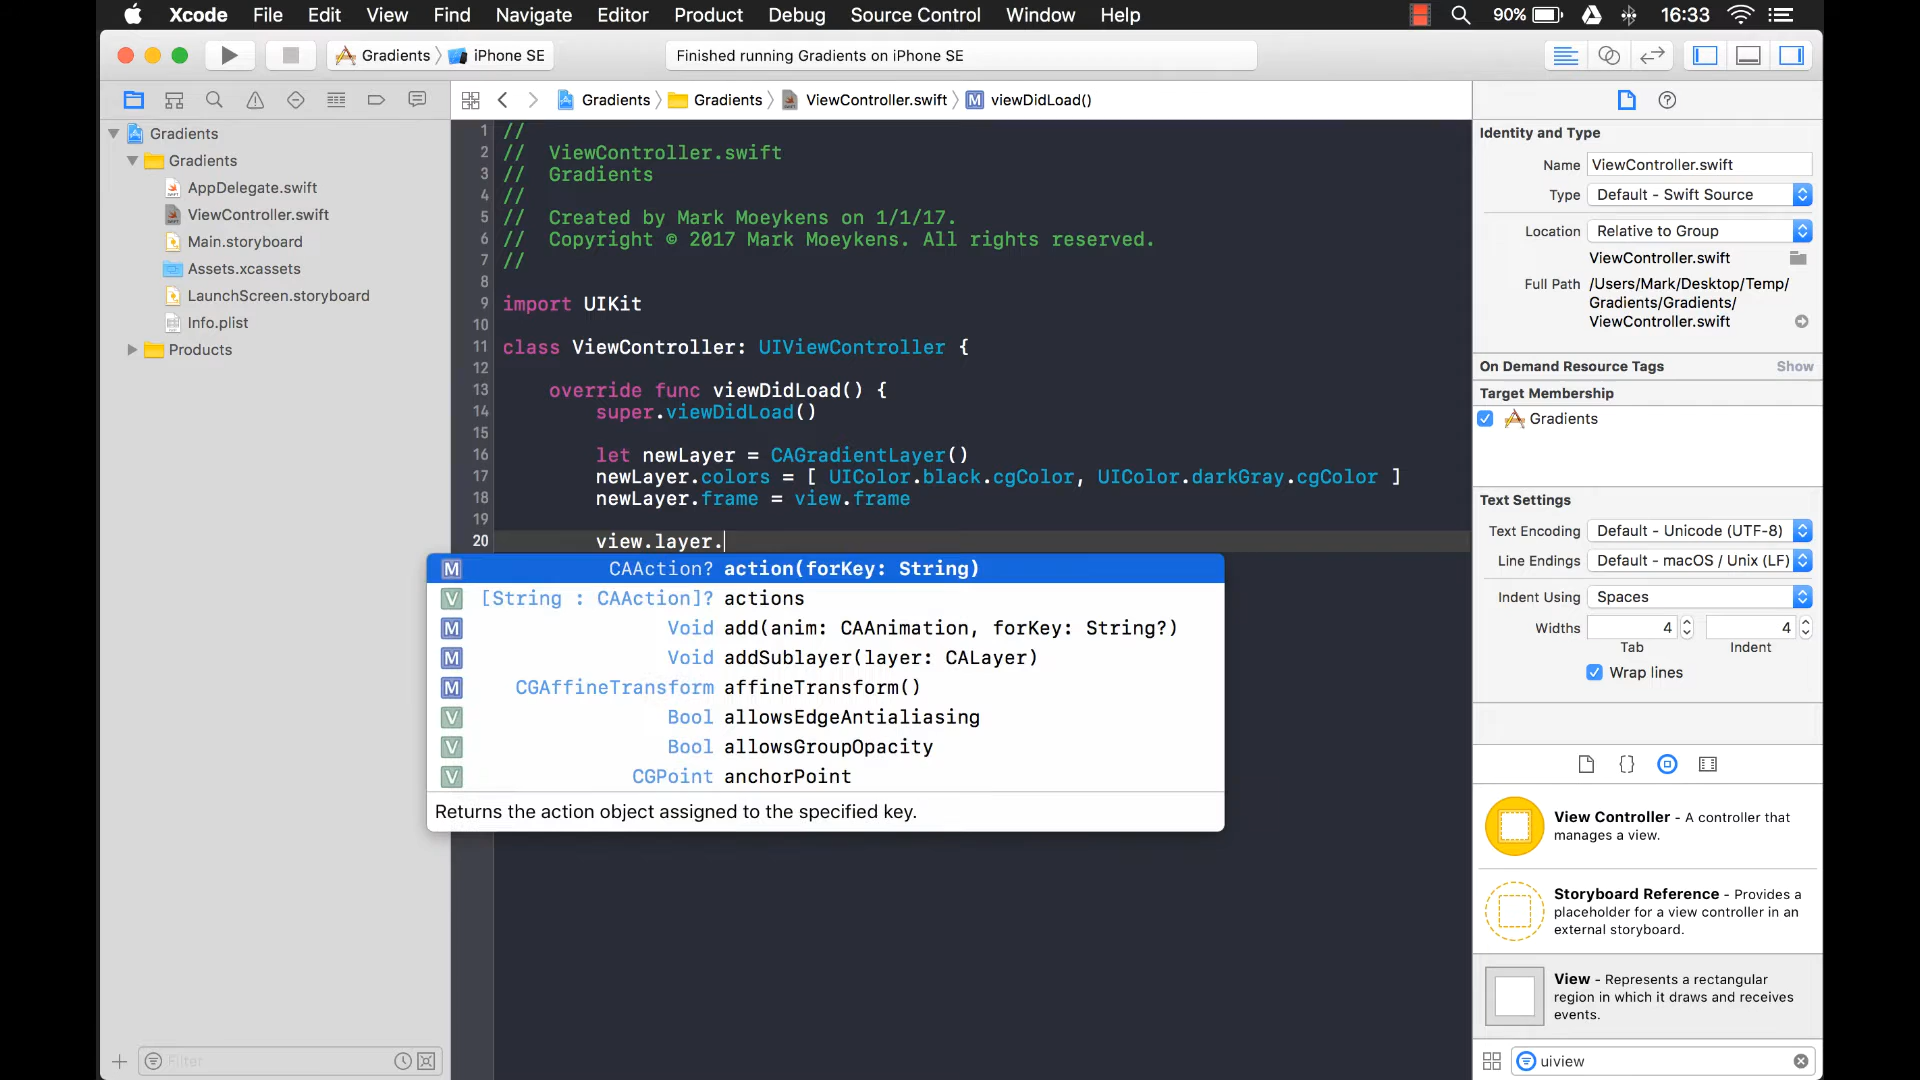 Xcode File Edit View Find Navigate Editor Product Debug Source Control Window Help 90% 16:33
Gradients iPhone SE Finished running Gradients on iPhone SE
Gradients Gradients ViewController.swift M viewDidLoad()
Gradients
Gradients
AppDelegate.swift
ViewController.swift
Main.storyboard
Assets.xcassets
LaunchScreen.storyboard
Info.plist
Products
Filter
1 //
2 // ViewController.swift
3 // Gradients
4 //
5 // Created by Mark Moeykens on 1/1/17.
6 // Copyright © 2017 Mark Moeykens. All rights reserved.
7 //
8
9 import UIKit
10
11 class ViewController: UIViewController {
12
13 override func viewDidLoad() {
14 super.viewDidLoad()
15
16 let newLayer = CAGradientLayer()
17 newLayer.colors = [ UIColor.black.cgColor, UIColor.darkGray.cgColor ]
18 newLayer.frame = view.frame
19
20 view.layer.
M CAAction? action(forKey: String)
V [String : CAAction]? actions
M Void add(anim: CAAnimation, forKey: String?)
M Void addSublayer(layer: CALayer)
M CGAffineTransform affineTransform()
V Bool allowsEdgeAntialiasing
V Bool allowsGroupOpacity
V CGPoint anchorPoint
Returns the action object assigned to the specified key.
Identity and Type
Name ViewController.swift
Type Default - Swift Source
Location Relative to Group
ViewController.swift
Full Path /Users/Mark/Desktop/Temp/
Gradients/Gradients/
ViewController.swift
On Demand Resource Tags Show
Target Membership
Gradients
Text Settings
Text Encoding Default - Unicode (UTF-8)
Line Endings Default - macOS / Unix (LF)
Indent Using Spaces
Widths 4 4
Tab Indent
Wrap lines
View Controller - A controller that
manages a view.
Storyboard Reference - Provides a
placeholder for a view controller in an
external storyboard.
View - Represents a rectangular
region in which it draws and receives
events.
uiview